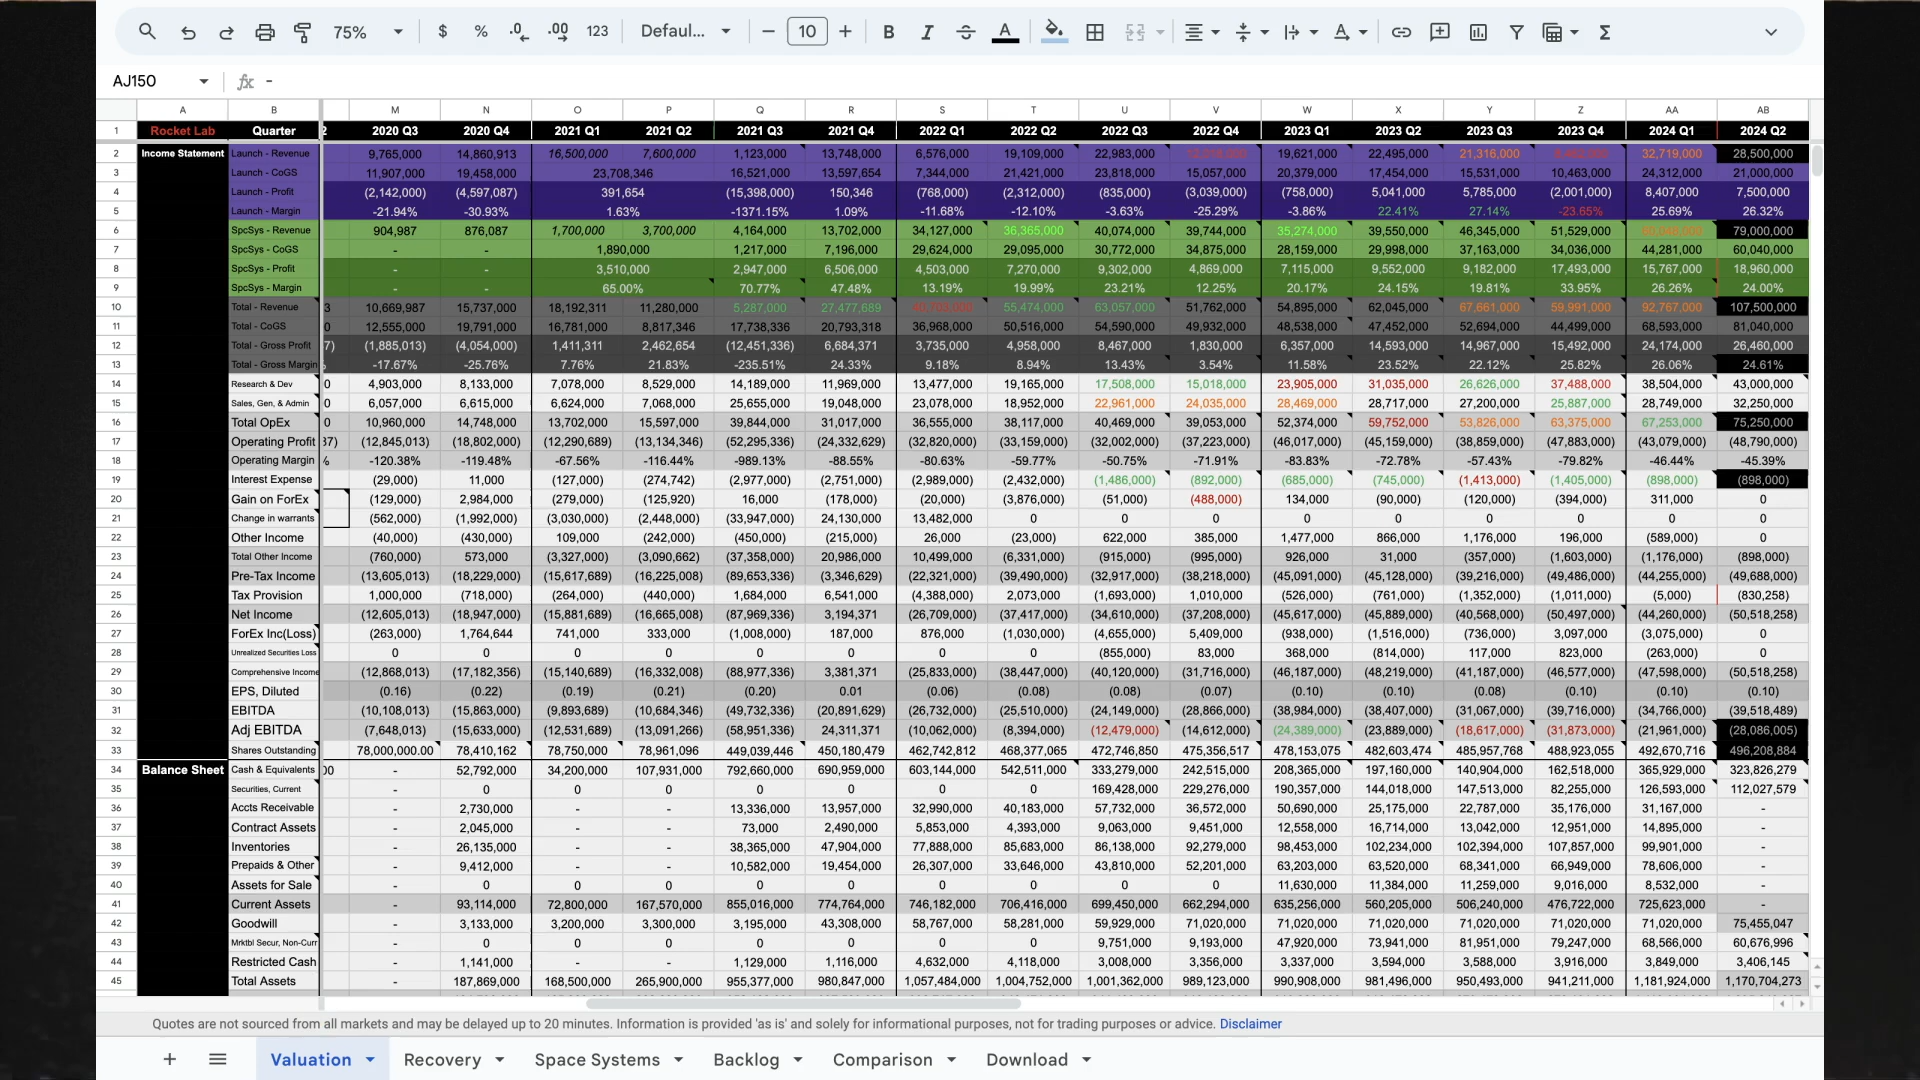 75% $ % .0 .00 123 Defaul... − 10 + B I A Σ
AJ150 fx -
A B M N O P Q R S T U V W X Y Z AA AB
1 Rocket Lab Quarter 2020 Q3 2020 Q4 2021 Q1 2021 Q2 2021 Q3 2021 Q4 2022 Q1 2022 Q2 2022 Q3 2022 Q4 2023 Q1 2023 Q2 2023 Q3 2023 Q4 2024 Q1 2024 Q2
2 Income Statement Launch - Revenue 9,765,000 14,860,913 16,500,000 7,600,000 1,123,000 13,748,000 6,576,000 19,109,000 22,983,000 19,621,000 22,495,000 21,316,000 32,719,000 28,500,000
3 Launch - CoGS 11,907,000 19,458,000 23,708,346 16,521,000 13,597,654 7,344,000 21,421,000 23,818,000 15,057,000 20,379,000 17,454,000 15,531,000 10,463,000 24,312,000 21,000,000
4 Launch - Profit (2,142,000) (4,597,087) 391,654 (15,398,000) 150,346 (768,000) (2,312,000) (835,000) (3,039,000) (758,000) 5,041,000 5,785,000 (2,001,000) 8,407,000 7,500,000
5 Launch - Margin -21.94% -30.93% 1.63% -1371.15% 1.09% -11.68% -12.10% -3.63% -25.29% -3.86% 22.41% 27.14% -23.65% 25.69% 26.32%
6 SpcSys - Revenue 904,987 876,087 1,700,000 3,700,000 4,164,000 13,702,000 34,127,000 36,365,000 40,074,000 39,744,000 35,274,000 39,550,000 46,345,000 51,529,000 79,000,000
7 SpcSys - CoGS - - 1,890,000 1,217,000 7,196,000 29,624,000 29,095,000 30,772,000 34,875,000 28,159,000 29,998,000 37,163,000 34,036,000 44,281,000 60,040,000
8 SpcSys - Profit - - 3,510,000 2,947,000 6,506,000 4,503,000 7,270,000 9,302,000 4,869,000 7,115,000 9,552,000 9,182,000 17,493,000 15,767,000 18,960,000
9 SpcSys - Margin - - 65.00% 70.77% 47.48% 13.19% 19.99% 23.21% 12.25% 20.17% 24.15% 19.81% 33.95% 26.26% 24.00%
10 Total - Revenue 3 10,669,987 15,737,000 18,192,311 11,280,000 5,287,000 27,477,689 55,474,000 63,057,000 51,762,000 54,895,000 62,045,000 67,661,000 59,991,000 92,767,000 107,500,000
11 Total - CoGS 0 12,555,000 19,791,000 16,781,000 8,817,346 17,738,336 20,793,318 36,968,000 50,516,000 54,590,000 49,932,000 48,538,000 47,452,000 52,694,000 44,499,000 68,593,000 81,040,000
12 Total - Gross Profit 7) (1,885,013) (4,054,000) 1,411,311 2,462,654 (12,451,336) 6,684,371 3,735,000 4,958,000 8,467,000 1,830,000 6,357,000 14,593,000 14,967,000 15,492,000 24,174,000 26,460,000
13 Total - Gross Margin -17.67% -25.76% 7.76% 21.83% -235.51% 24.33% 9.18% 8.94% 13.43% 3.54% 11.58% 23.52% 22.12% 25.82% 26.06% 24.61%
14 Research & Dev 0 4,903,000 8,133,000 7,078,000 8,529,000 14,189,000 11,969,000 13,477,000 19,165,000 17,508,000 15,018,000 23,905,000 31,035,000 26,626,000 37,488,000 38,504,000 43,000,000
15 Sales, Gen, & Admin 0 6,057,000 6,615,000 6,624,000 7,068,000 25,655,000 19,048,000 23,078,000 18,952,000 22,961,000 24,035,000 28,469,000 28,717,000 27,200,000 25,887,000 28,749,000 32,250,000
16 Total OpEx 0 10,960,000 14,748,000 13,702,000 15,597,000 39,844,000 31,017,000 36,555,000 38,117,000 40,469,000 39,053,000 52,374,000 59,752,000 53,826,000 63,375,000 67,253,000 75,250,000
17 Operating Profit 37) (12,845,013) (18,802,000) (12,290,689) (13,134,346) (52,295,336) (24,332,629) (32,820,000) (33,159,000) (32,002,000) (37,223,000) (46,017,000) (45,159,000) (38,859,000) (47,883,000) (43,079,000) (48,790,000)
18 Operating Margin % -120.38% -119.48% -67.56% -116.44% -989.13% -88.55% -80.63% -59.77% -50.75% -71.91% -83.83% -72.78% -57.43% -79.82% -46.44% -45.39%
19 Interest Expense (29,000) 11,000 (127,000) (274,742) (2,977,000) (2,751,000) (2,989,000) (2,432,000) (1,486,000) (892,000) (685,000) (745,000) (1,413,000) (1,405,000) (898,000) (898,000)
20 Gain on ForEx (129,000) 2,984,000 (279,000) (125,920) 16,000 (178,000) (20,000) (3,876,000) (51,000) (488,000) 134,000 (90,000) (120,000) (394,000) 311,000 0
21 Change in warrants (562,000) (1,992,000) (3,030,000) (2,448,000) (33,947,000) 24,130,000 13,482,000 0 0 0 0 0 0 0 0 0
22 Other Income (40,000) (430,000) 109,000 (242,000) (450,000) (215,000) 26,000 (23,000) 622,000 385,000 1,477,000 866,000 1,176,000 196,000 (589,000) 0
23 Total Other Income (760,000) 573,000 (3,327,000) (3,090,662) (37,358,000) 20,986,000 10,499,000 (6,331,000) (915,000) (995,000) 926,000 31,000 (357,000) (1,603,000) (1,176,000) (898,000)
24 Pre-Tax Income (13,605,013) (18,229,000) (15,617,689) (16,225,008) (89,653,336) (3,346,629) (22,321,000) (39,490,000) (32,917,000) (38,218,000) (45,091,000) (45,128,000) (39,216,000) (49,486,000) (44,255,000) (49,688,000)
25 Tax Provision 1,000,000 (718,000) (264,000) (440,000) 1,684,000 6,541,000 (4,388,000) 2,073,000 (1,693,000) 1,010,000 (526,000) (761,000) (1,352,000) (1,011,000) (5,000) (830,258)
26 Net Income (12,605,013) (18,947,000) (15,881,689) (16,665,008) (87,969,336) 3,194,371 (26,709,000) (37,417,000) (34,610,000) (37,208,000) (45,617,000) (45,889,000) (40,568,000) (50,497,000) (44,260,000) (50,518,258)
27 ForEx Inc(Loss) (263,000) 1,764,644 741,000 333,000 (1,008,000) 187,000 876,000 (1,030,000) (4,655,000) 5,409,000 (938,000) (1,516,000) (736,000) 3,097,000 (3,075,000) 0
28 Unrealized Securities Loss 0 0 0 0 0 0 0 0 (855,000) 83,000 368,000 (814,000) 117,000 823,000 (263,000) 0
29 Comprehensive Income (12,868,013) (17,182,356) (15,140,689) (16,332,008) (88,977,336) 3,381,371 (25,833,000) (38,447,000) (40,120,000) (31,716,000) (46,187,000) (48,219,000) (41,187,000) (46,577,000) (47,598,000) (50,518,258)
30 EPS, Diluted (0.16) (0.22) (0.19) (0.21) (0.20) 0.01 (0.06) (0.08) (0.08) (0.07) (0.10) (0.10) (0.08) (0.10) (0.10) (0.10)
31 EBITDA (10,108,013) (15,863,000) (9,893,689) (10,684,346) (49,732,336) (20,891,629) (26,732,000) (25,510,000) (24,149,000) (28,866,000) (38,984,000) (38,407,000) (31,067,000) (39,716,000) (34,766,000) (39,518,489)
32 Adj EBITDA (7,648,013) (15,633,000) (12,531,689) (13,091,266) (58,951,336) 24,311,371 (10,062,000) (8,394,000) (12,479,000) (14,612,000) (24,389,000) (23,889,000) (18,617,000) (31,873,000) (21,961,000) (28,086,005)
33 Shares Outstanding 78,000,000.00 78,410,162 78,750,000 78,961,096 449,039,446 450,180,479 462,742,812 468,377,065 472,746,850 475,356,517 478,153,075 482,603,474 485,957,768 488,923,055 492,670,716 496,208,884
34 Balance Sheet Cash & Equivalents 00 - 52,792,000 34,200,000 107,931,000 792,660,000 690,959,000 603,144,000 542,511,000 333,279,000 242,515,000 208,365,000 197,160,000 140,904,000 162,518,000 365,929,000 323,826,279
35 Securities, Current - 0 0 0 0 0 0 0 169,428,000 229,276,000 190,357,000 144,018,000 147,513,000 82,255,000 126,593,000 112,027,579
36 Accts Receivable - 2,730,000 - - 13,336,000 13,957,000 32,990,000 40,183,000 57,732,000 36,572,000 50,690,000 25,175,000 22,787,000 35,176,000 31,167,000 -
37 Contract Assets - 2,045,000 - - 73,000 2,490,000 5,853,000 4,393,000 9,063,000 9,451,000 12,558,000 16,714,000 13,042,000 12,951,000 14,895,000 -
38 Inventories - 26,135,000 - - 38,365,000 47,904,000 77,888,000 85,683,000 86,138,000 92,279,000 98,453,000 102,234,000 102,394,000 107,857,000 99,901,000 -
39 Prepaids & Other - 9,412,000 - - 10,582,000 19,454,000 26,307,000 33,646,000 43,810,000 52,201,000 63,203,000 63,520,000 68,341,000 66,949,000 78,606,000 -
40 Assets for Sale - 0 0 0 0 0 0 0 0 0 11,630,000 11,384,000 11,259,000 9,016,000 8,532,000 -
41 Current Assets - 93,114,000 72,800,000 167,570,000 855,016,000 774,764,000 746,182,000 706,416,000 699,450,000 662,294,000 635,256,000 560,205,000 506,240,000 476,722,000 725,623,000 -
42 Goodwill - 3,133,000 3,200,000 3,300,000 3,195,000 43,308,000 58,767,000 58,281,000 59,929,000 71,020,000 71,020,000 71,020,000 71,020,000 71,020,000 71,020,000 75,455,047
43 Mrktbl Secur, Non-Curr - 0 0 0 0 0 0 0 9,751,000 9,193,000 47,920,000 73,941,000 81,951,000 79,247,000 68,566,000 60,676,996
44 Restricted Cash - 1,141,000 - - 1,129,000 1,116,000 4,632,000 4,118,000 3,008,000 3,356,000 3,337,000 3,594,000 3,588,000 3,916,000 3,849,000 3,406,145
45 Total Assets - 187,869,000 168,500,000 265,900,000 955,377,000 980,847,000 1,057,484,000 1,004,752,000 1,001,362,000 989,123,000 990,908,000 981,496,000 950,493,000 941,211,000 1,181,924,000 1,170,704,273
Quotes are not sourced from all markets and may be delayed up to 20 minutes. Information is provided 'as is' and solely for informational purposes, not for trading purposes or advice. Disclaimer
Valuation Recovery Space Systems Backlog Comparison Download